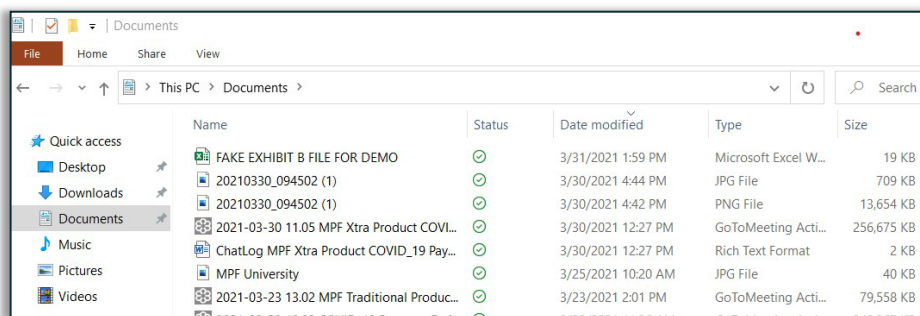 Documents
File Home Share View
This PC > Documents >
Search
Name Status Date modified Type Size
Quick access
Desktop
Downloads
Documents
Music
Pictures
Videos
FAKE EXHIBIT B FILE FOR DEMO 3/31/2021 1:59 PM Microsoft Excel W... 19 KB
20210330_094502 (1) 3/30/2021 4:44 PM JPG File 709 KB
20210330_094502 (1) 3/30/2021 4:42 PM PNG File 13,654 KB
2021-03-30 11.05 MPF Xtra Product COVI... 3/30/2021 12:27 PM GoToMeeting Acti... 256,675 KB
ChatLog MPF Xtra Product COVID_19 Pay... 3/30/2021 12:27 PM Rich Text Format 2 KB
MPF University 3/25/2021 10:20 AM JPG File 40 KB
2021-03-23 13.02 MPF Traditional Produc... 3/23/2021 2:01 PM GoToMeeting Acti... 79,558 KB